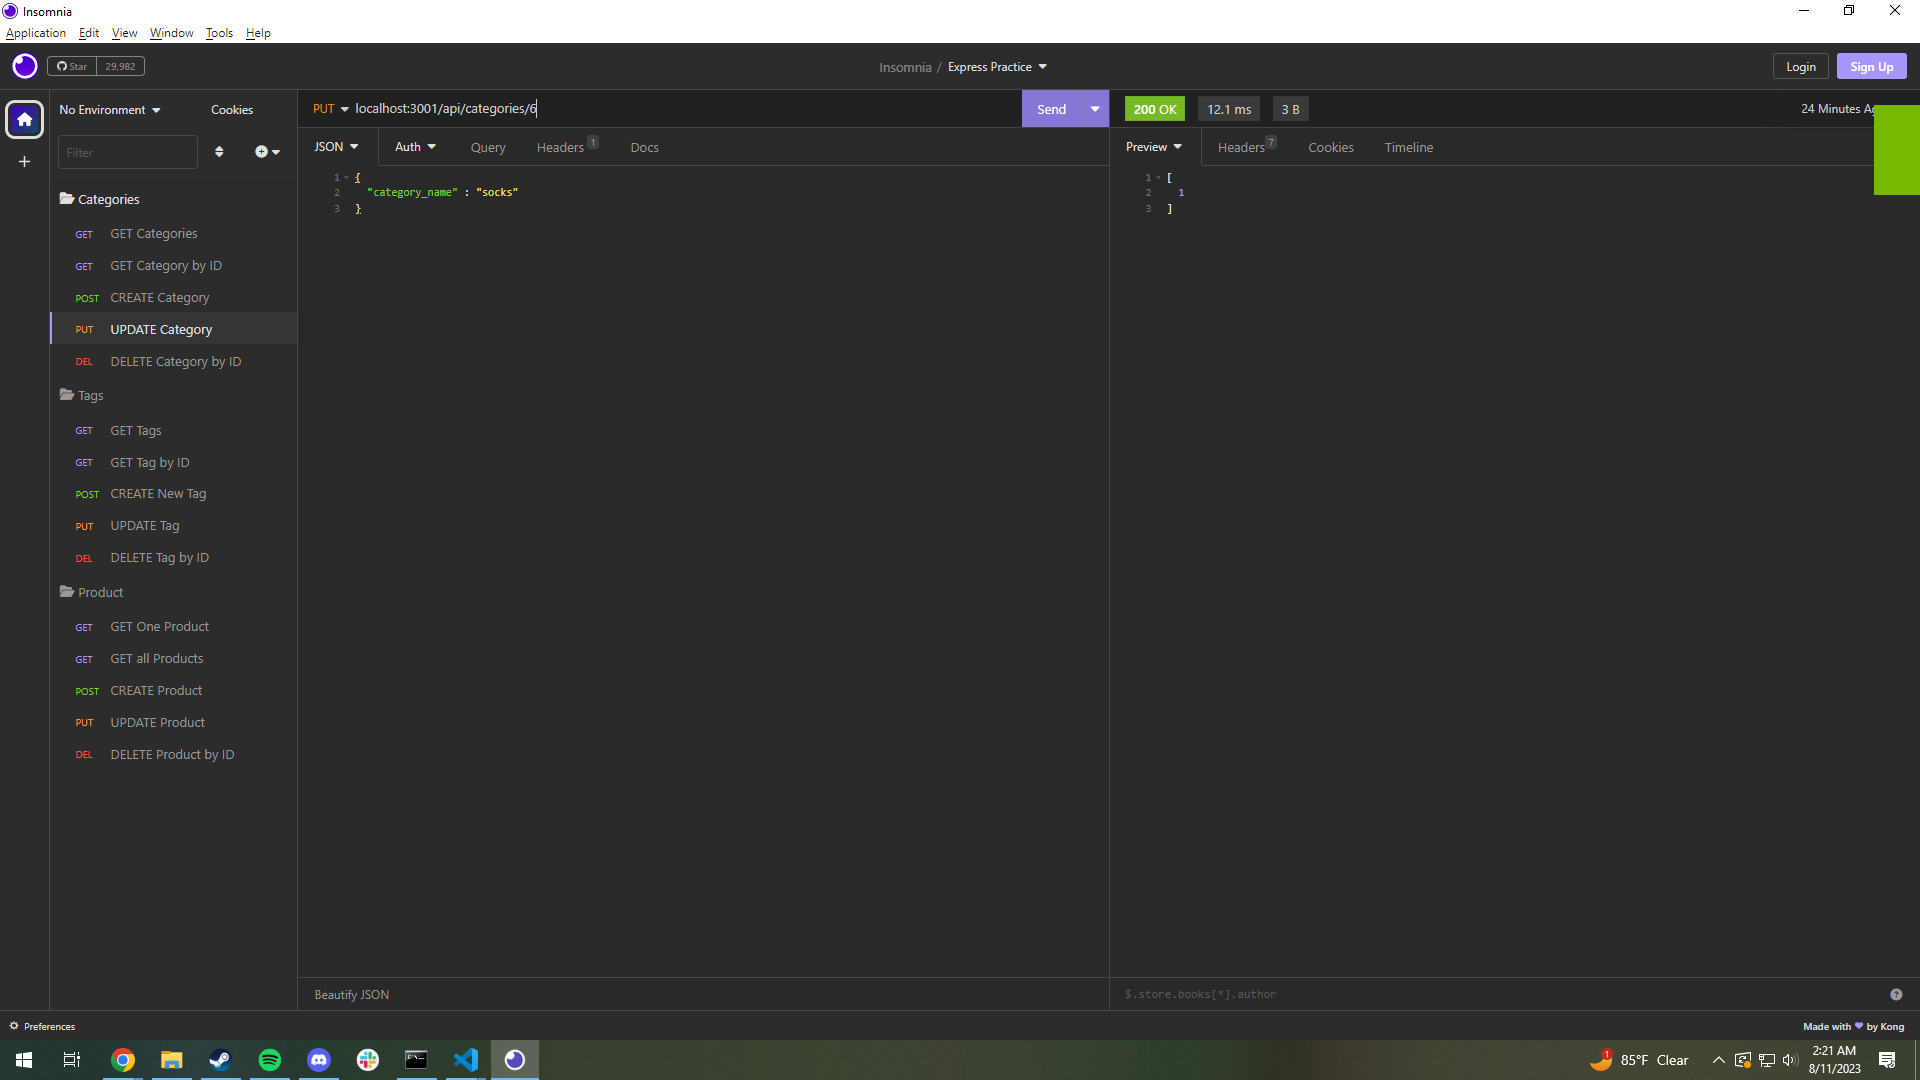 Insomnia
Application Edit View Window Tools Help
Star 29,982
Insomnia / Express Practice
Login Sign Up
No Environment Cookies
PUT localhost:3001/api/categories/6
Send
200 OK 12.1 ms 3 B
24 Minutes
Filter
JSON Auth Query Headers 1 Docs
Preview Headers 7 Cookies Timeline
1 {
2 "category_name" : "socks"
3 }
1 [
2 1
3 ]
Categories
GET GET Categories
GET GET Category by ID
POST CREATE Category
PUT UPDATE Category
DEL DELETE Category by ID
Tags
GET GET Tags
GET GET Tag by ID
POST CREATE New Tag
PUT UPDATE Tag
DEL DELETE Tag by ID
Product
GET GET One Product
GET GET all Products
POST CREATE Product
PUT UPDATE Product
DEL DELETE Product by ID
Beautify JSON
$.store.books[*].author
Preferences
Made with by Kong
1
85°F Clear
2:21 AM
8/11/2023